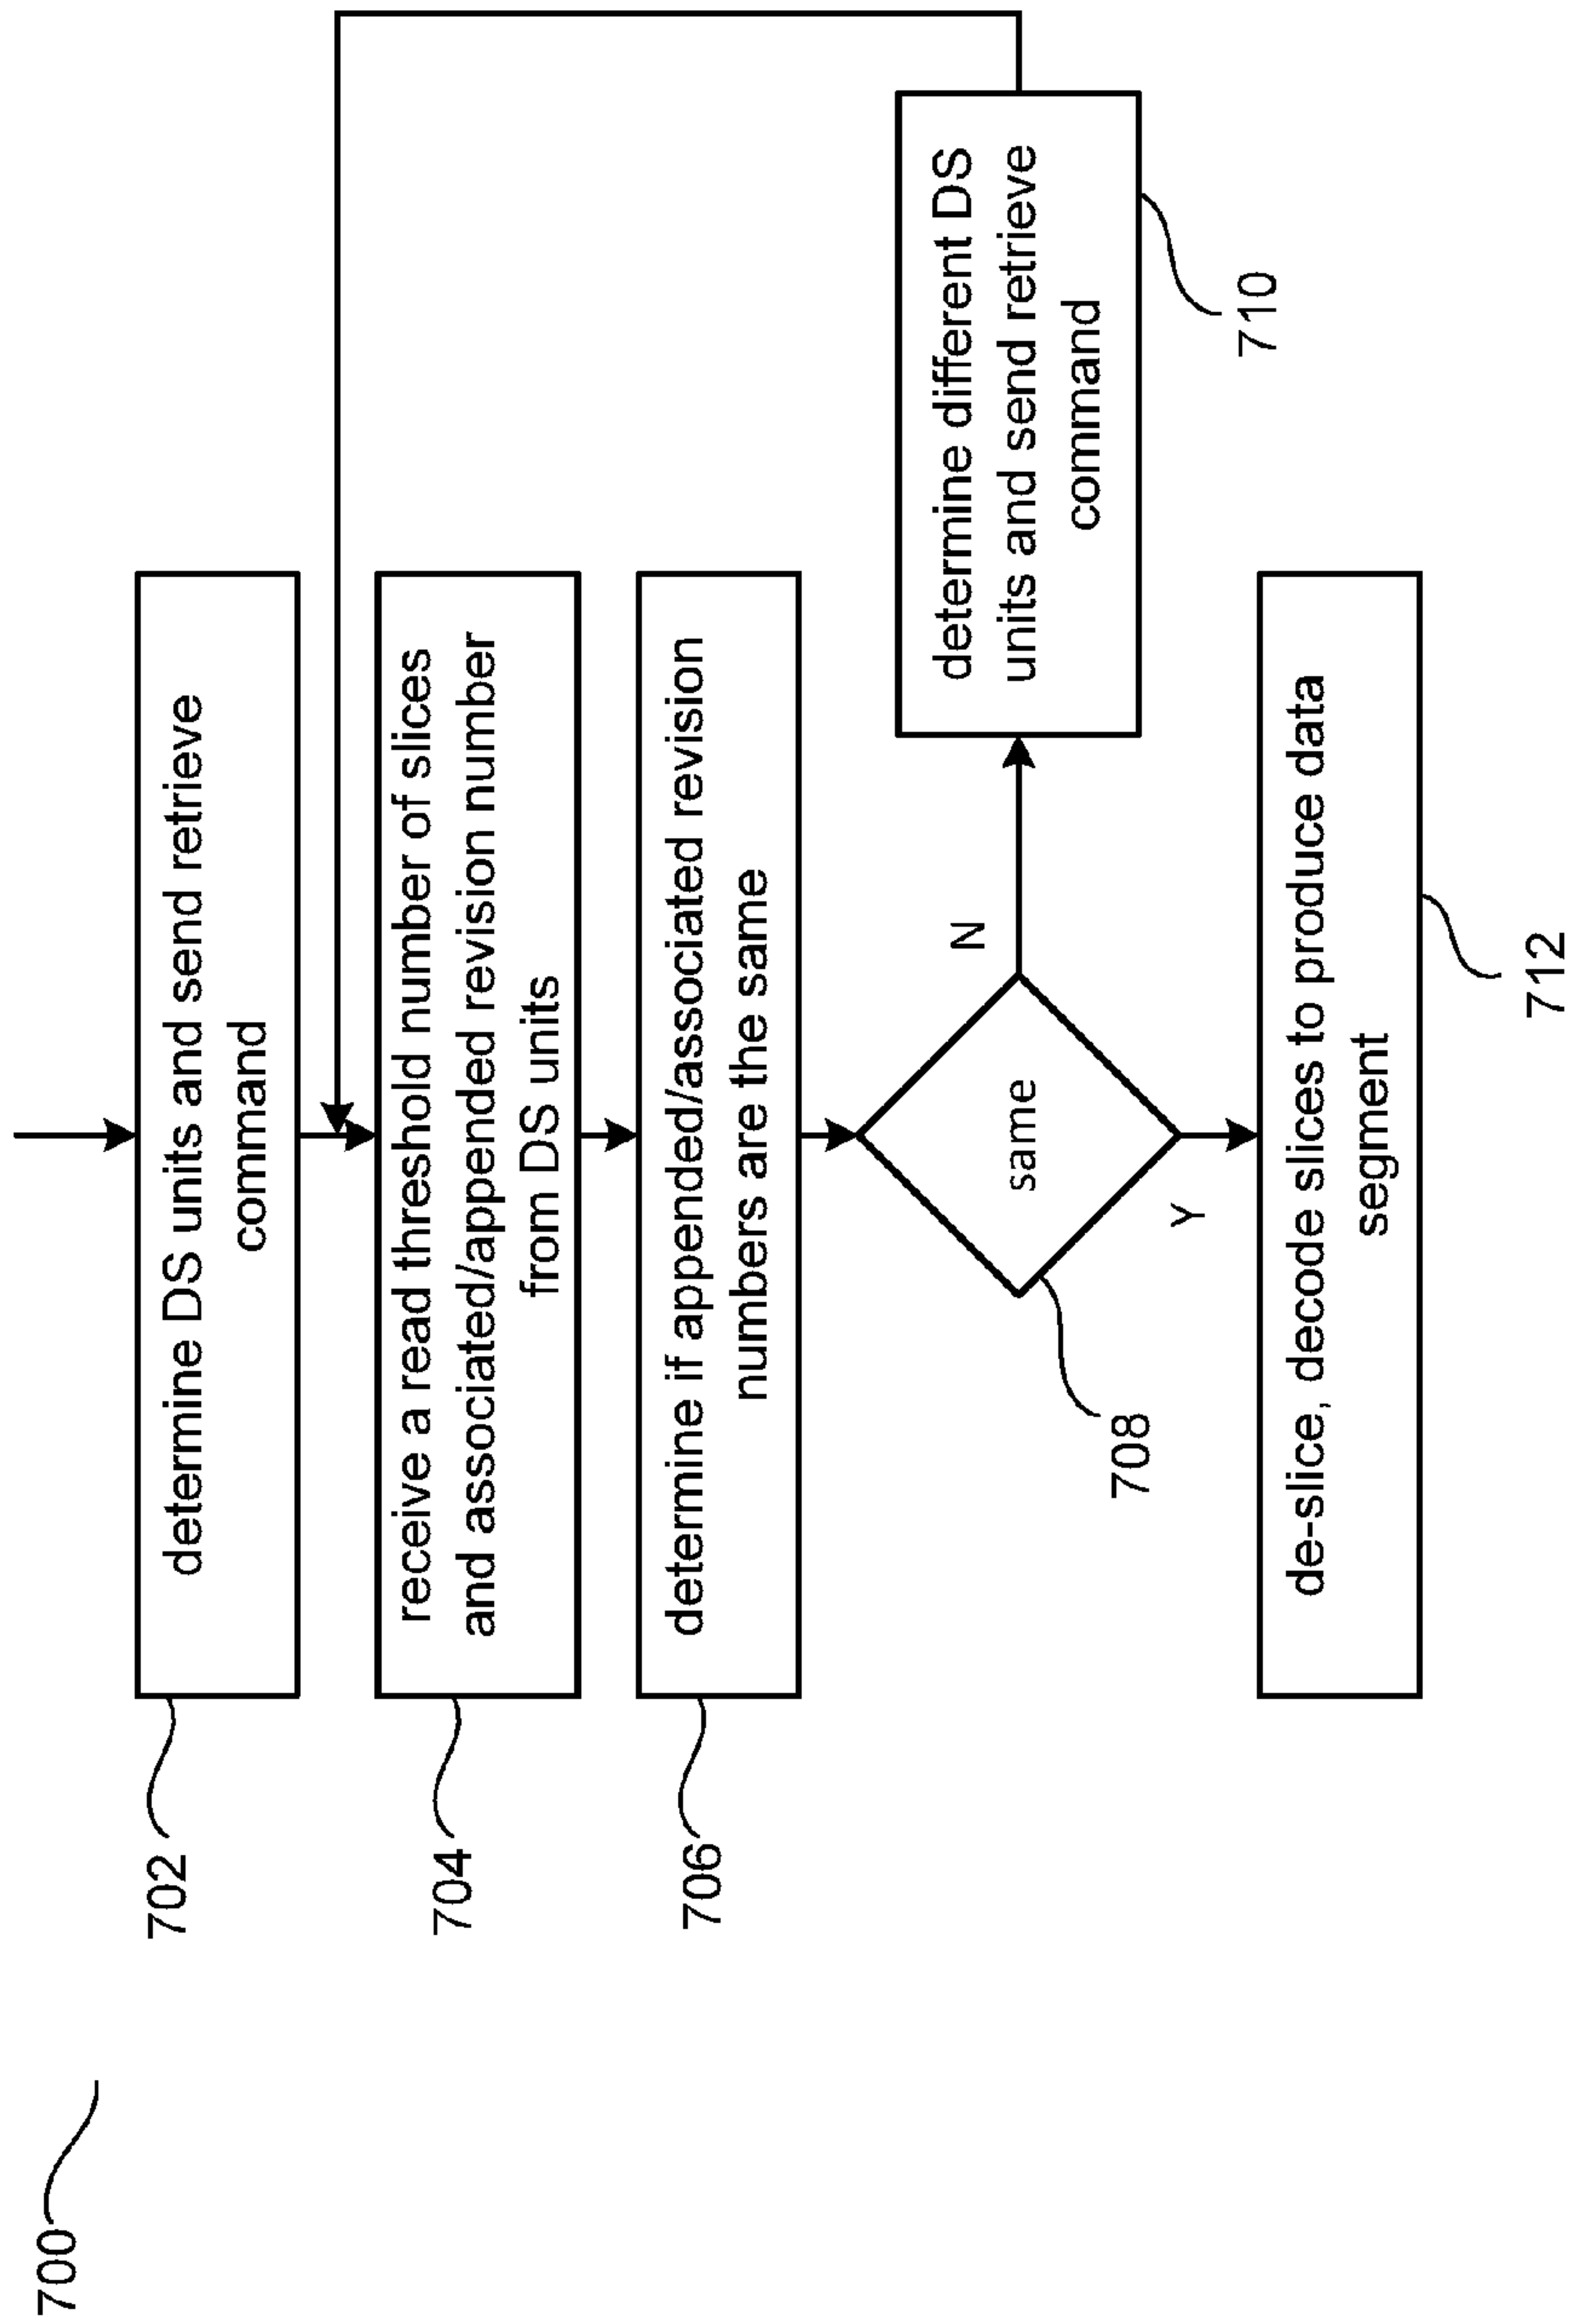 700
702
determine DS units and send retrieve
command
704
receive a read threshold number of slices
and associated/appended revision number
from DS units
706
determine if appended/associated revision
numbers are the same
708
same
N
determine different DS
units and send retrieve
command
710
Y
de-slice, decode slices to produce data
segment
712